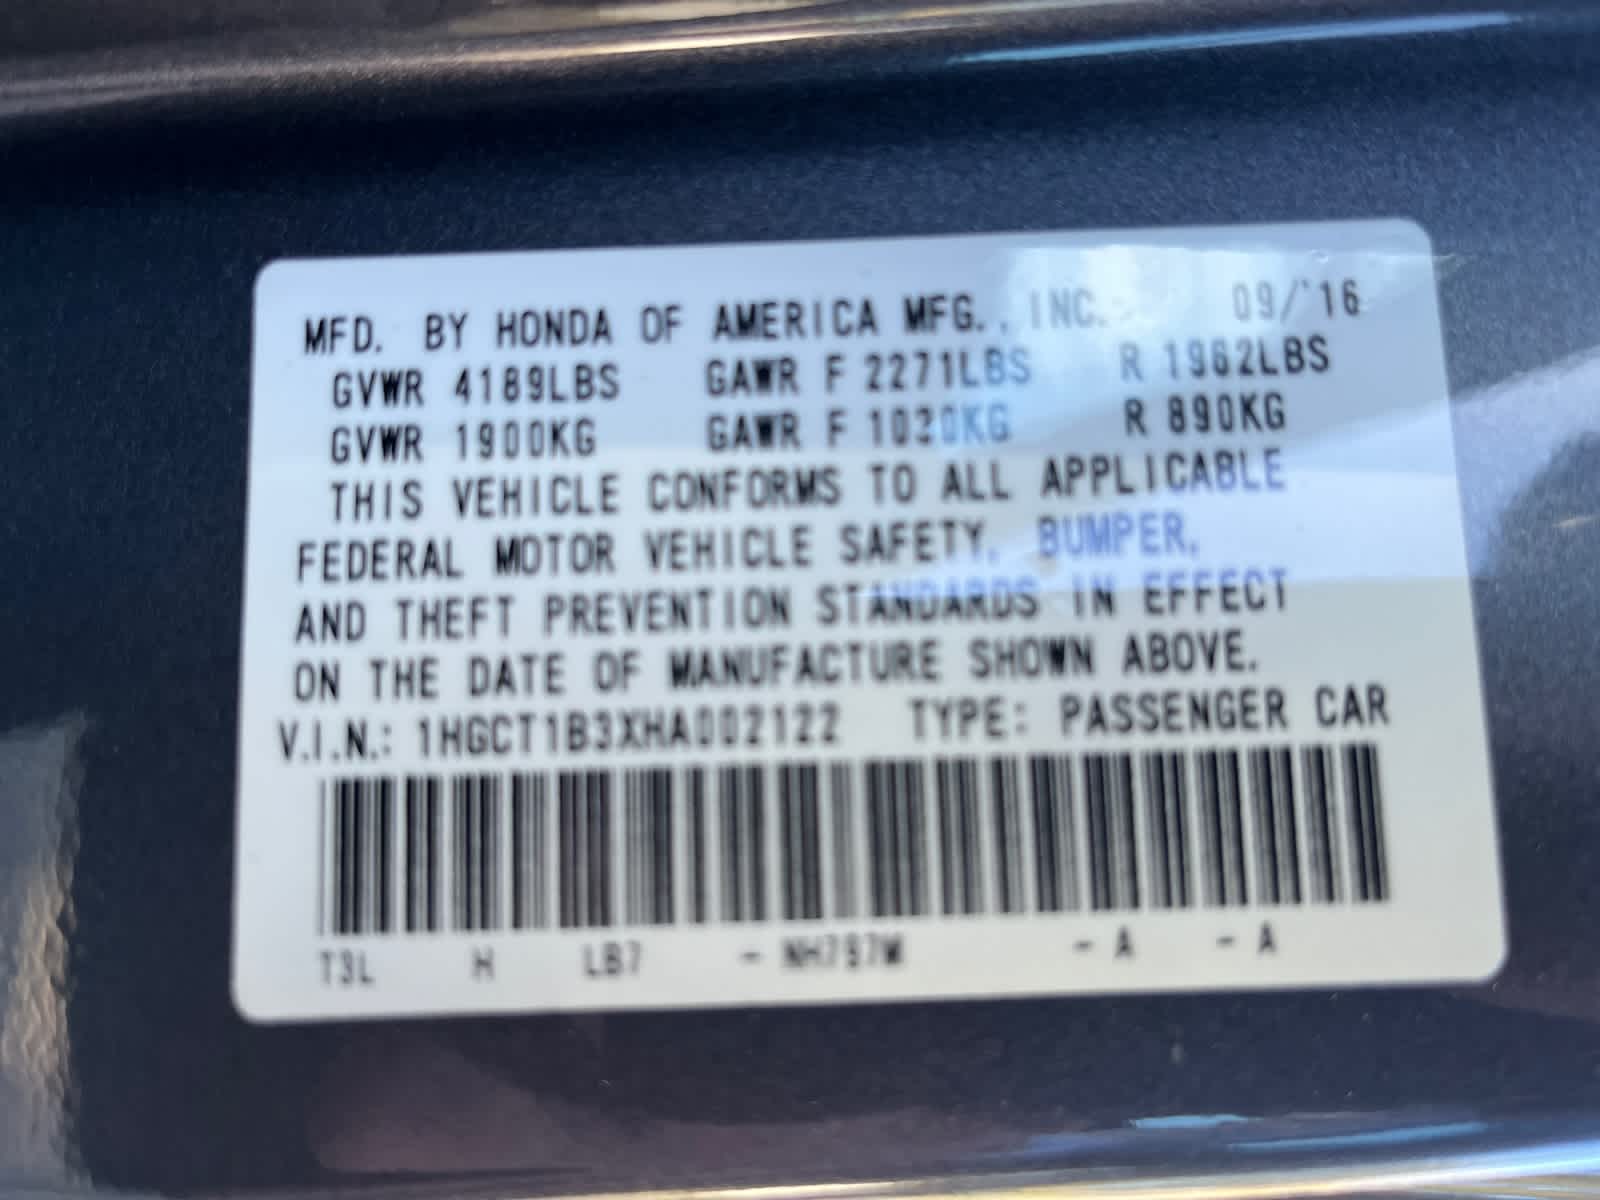 MFD. BY HONDA OF AMERICA MFG., INC. 09/'16
GVWR 4189LBS GAWR F 2271LBS R 1962LBS
GVWR 1900KG GAWR F 1030KG R 890KG
THIS VEHICLE CONFORMS TO ALL APPLICABLE
FEDERAL MOTOR VEHICLE SAFETY, BUMPER,
AND THEFT PREVENTION STANDARDS IN EFFECT
ON THE DATE OF MANUFACTURE SHOWN ABOVE.
V.I.N.: 1HGCT1B3XHA002122 TYPE: PASSENGER CAR
T3L H LB7 - NH797M - A - A